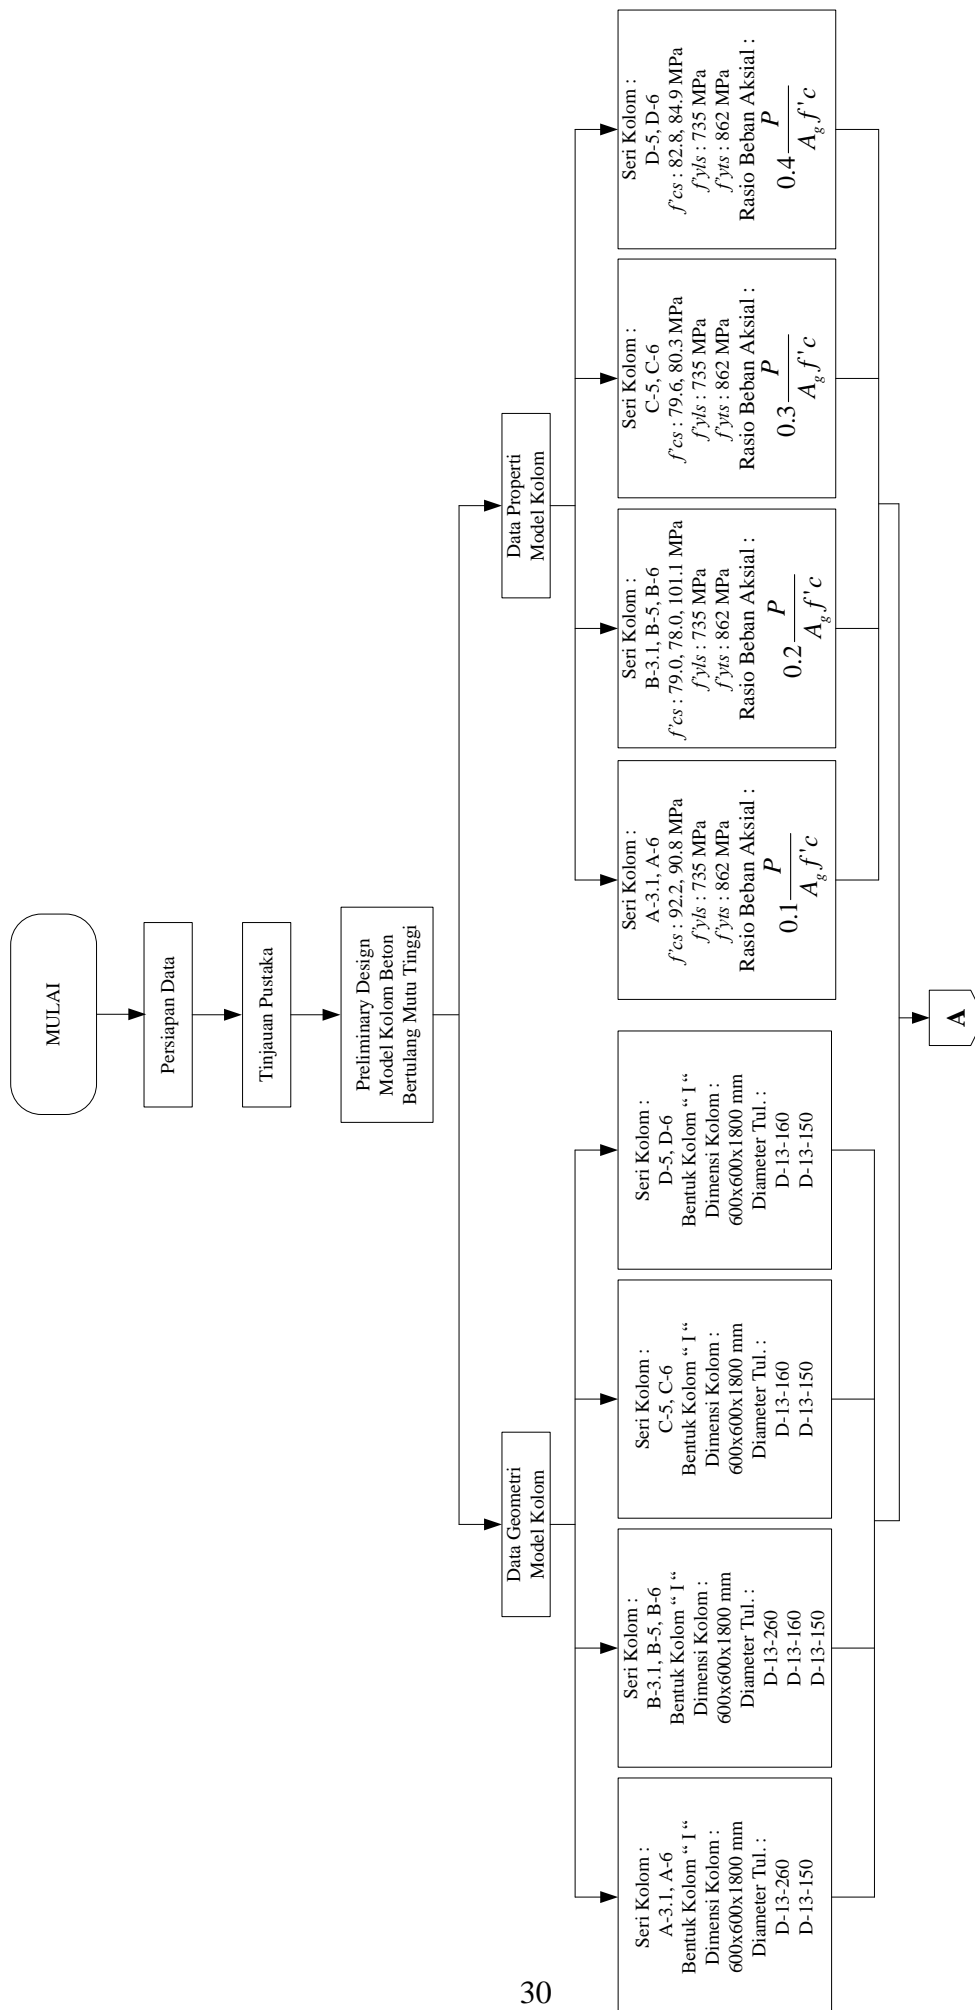 MULAI
Persiapan Data
Tinjauan Pustaka
Preliminary Design
Model Kolom Beton
Bertulang Mutu Tinggi
Data Geometri
Model Kolom
Data Properti
Model Kolom
Seri Kolom :
A-3.1, A-6
Bentuk Kolom “ I “
Dimensi Kolom :
600x600x1800 mm
Diameter Tul. :
D-13-260
D-13-150
Seri Kolom :
B-3.1, B-5, B-6
Bentuk Kolom “ I “
Dimensi Kolom :
600x600x1800 mm
Diameter Tul. :
D-13-260
D-13-160
D-13-150
Seri Kolom :
C-5, C-6
Bentuk Kolom “ I “
Dimensi Kolom :
600x600x1800 mm
Diameter Tul. :
D-13-160
D-13-150
Seri Kolom :
D-5, D-6
Bentuk Kolom “ I “
Dimensi Kolom :
600x600x1800 mm
Diameter Tul. :
D-13-160
D-13-150
Seri Kolom :
A-3.1, A-6
f'cs : 92.2, 90.8 MPa
f'yls : 735 MPa
f'yts : 862 MPa
Rasio Beban Aksial :
0.1 P
A_g f'c
Seri Kolom :
B-3.1, B-5, B-6
f'cs : 79.0, 78.0, 101.1 MPa
f'yls : 735 MPa
f'yts : 862 MPa
Rasio Beban Aksial :
0.2 P
A_g f'c
Seri Kolom :
C-5, C-6
f'cs : 79.6, 80.3 MPa
f'yls : 735 MPa
f'yts : 862 MPa
Rasio Beban Aksial :
0.3 P
A_g f'c
Seri Kolom :
D-5, D-6
f'cs : 82.8, 84.9 MPa
f'yls : 735 MPa
f'yts : 862 MPa
Rasio Beban Aksial :
0.4 P
A_g f'c
A
30